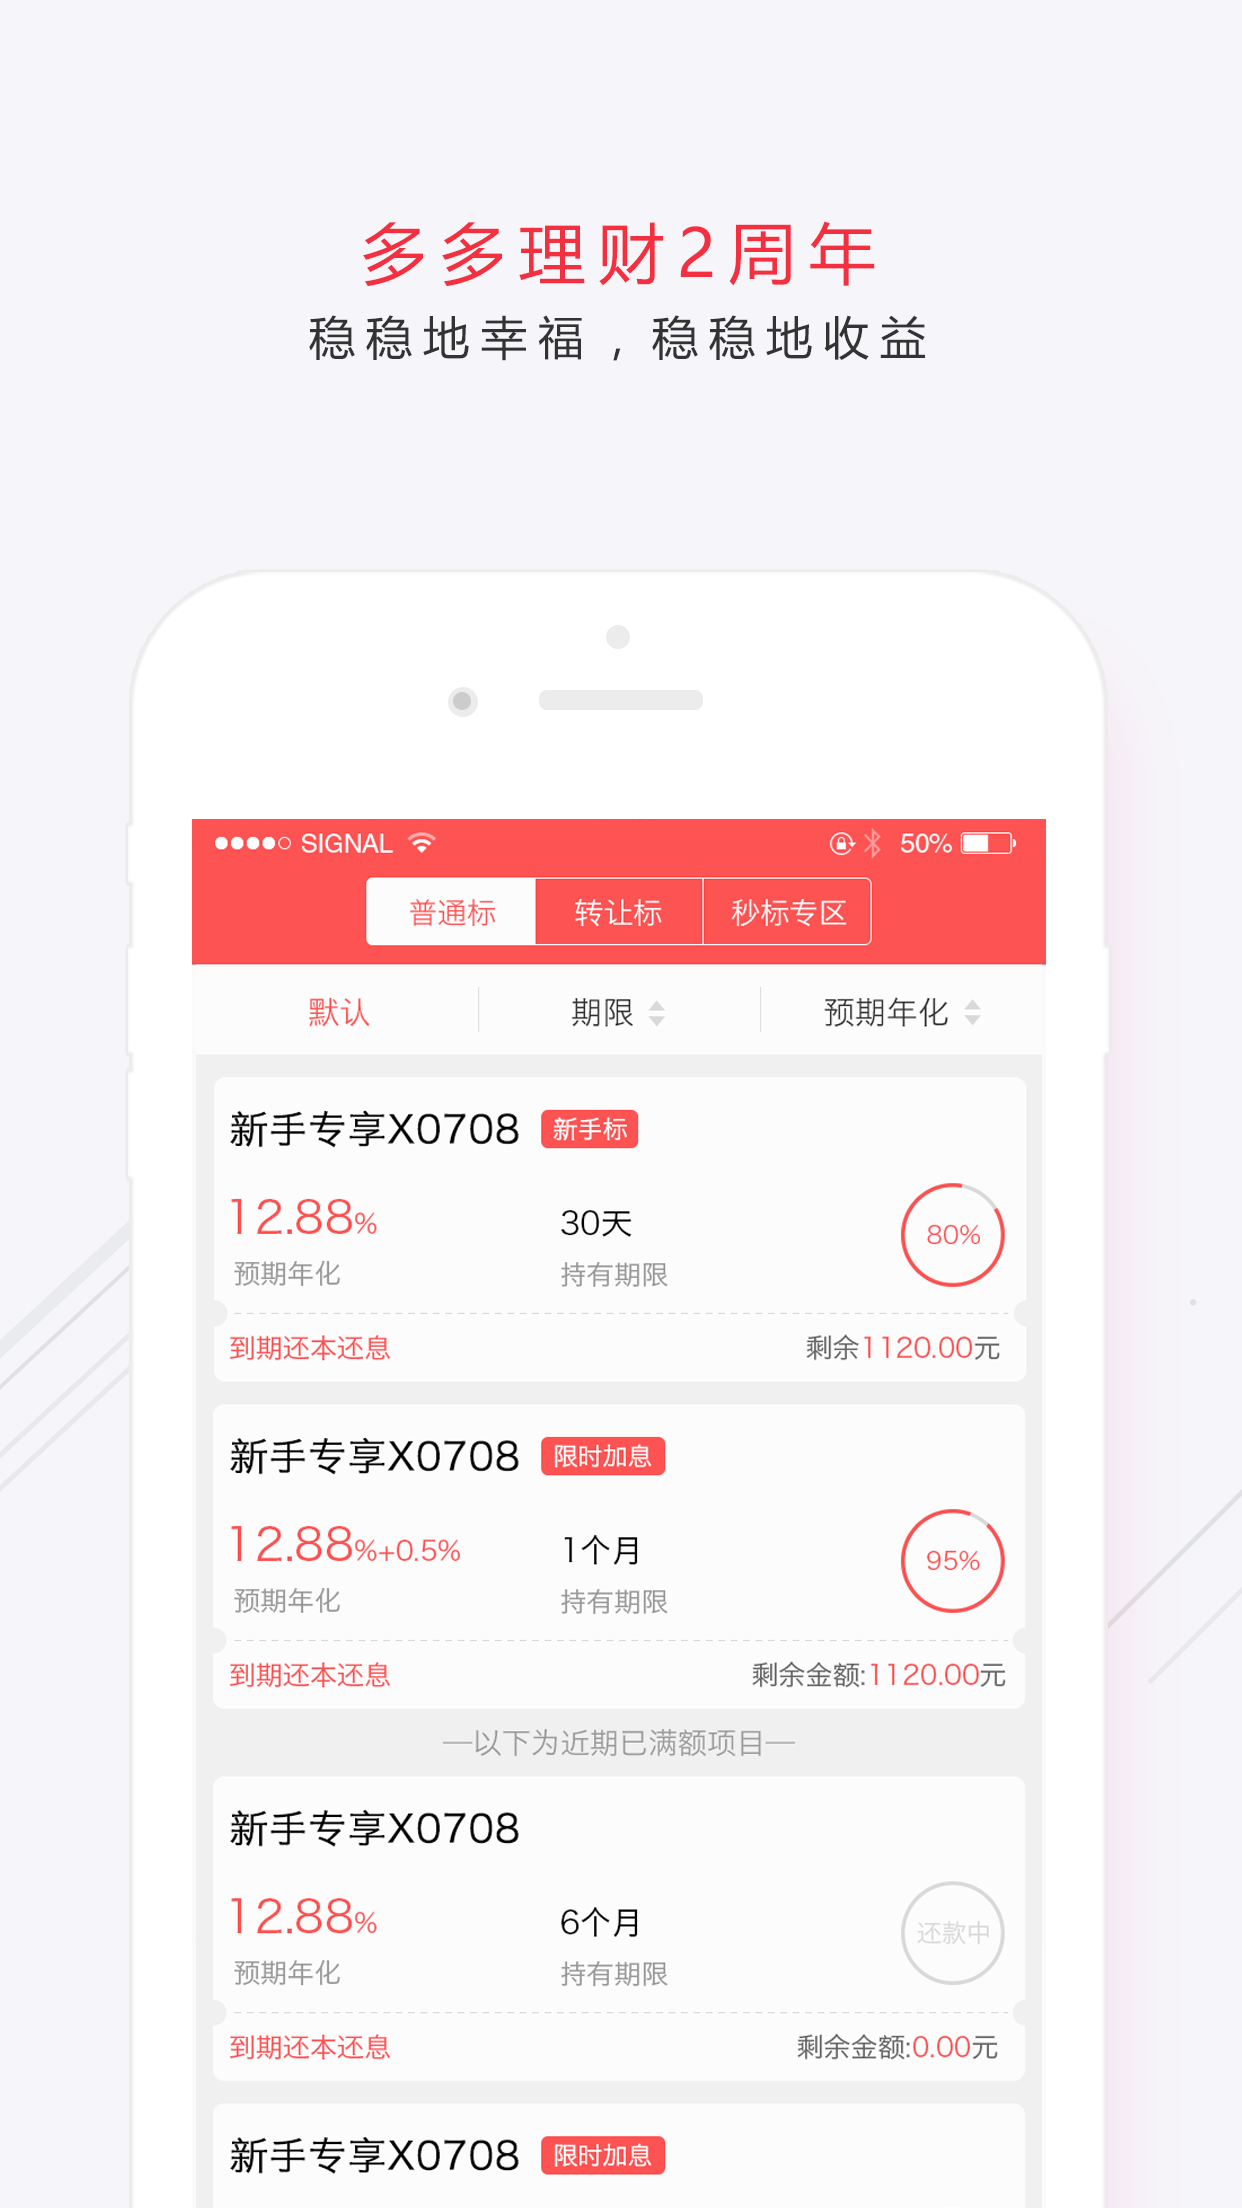 多多理财2周年
稳稳地幸福，稳稳地收益
SIGNAL 50%
普通标 转让标 秒标专区
默认 期限 预期年化
新手专享X0708 新手标
12.88% 30天 80%
预期年化 持有期限
到期还本还息 剩余1120.00元
新手专享X0708 限时加息
12.88%+0.5% 1个月 95%
预期年化 持有期限
到期还本还息 剩余金额:1120.00元
—以下为近期已满额项目—
新手专享X0708
12.88% 6个月 还款中
预期年化 持有期限
到期还本还息 剩余金额:0.00元
新手专享X0708 限时加息